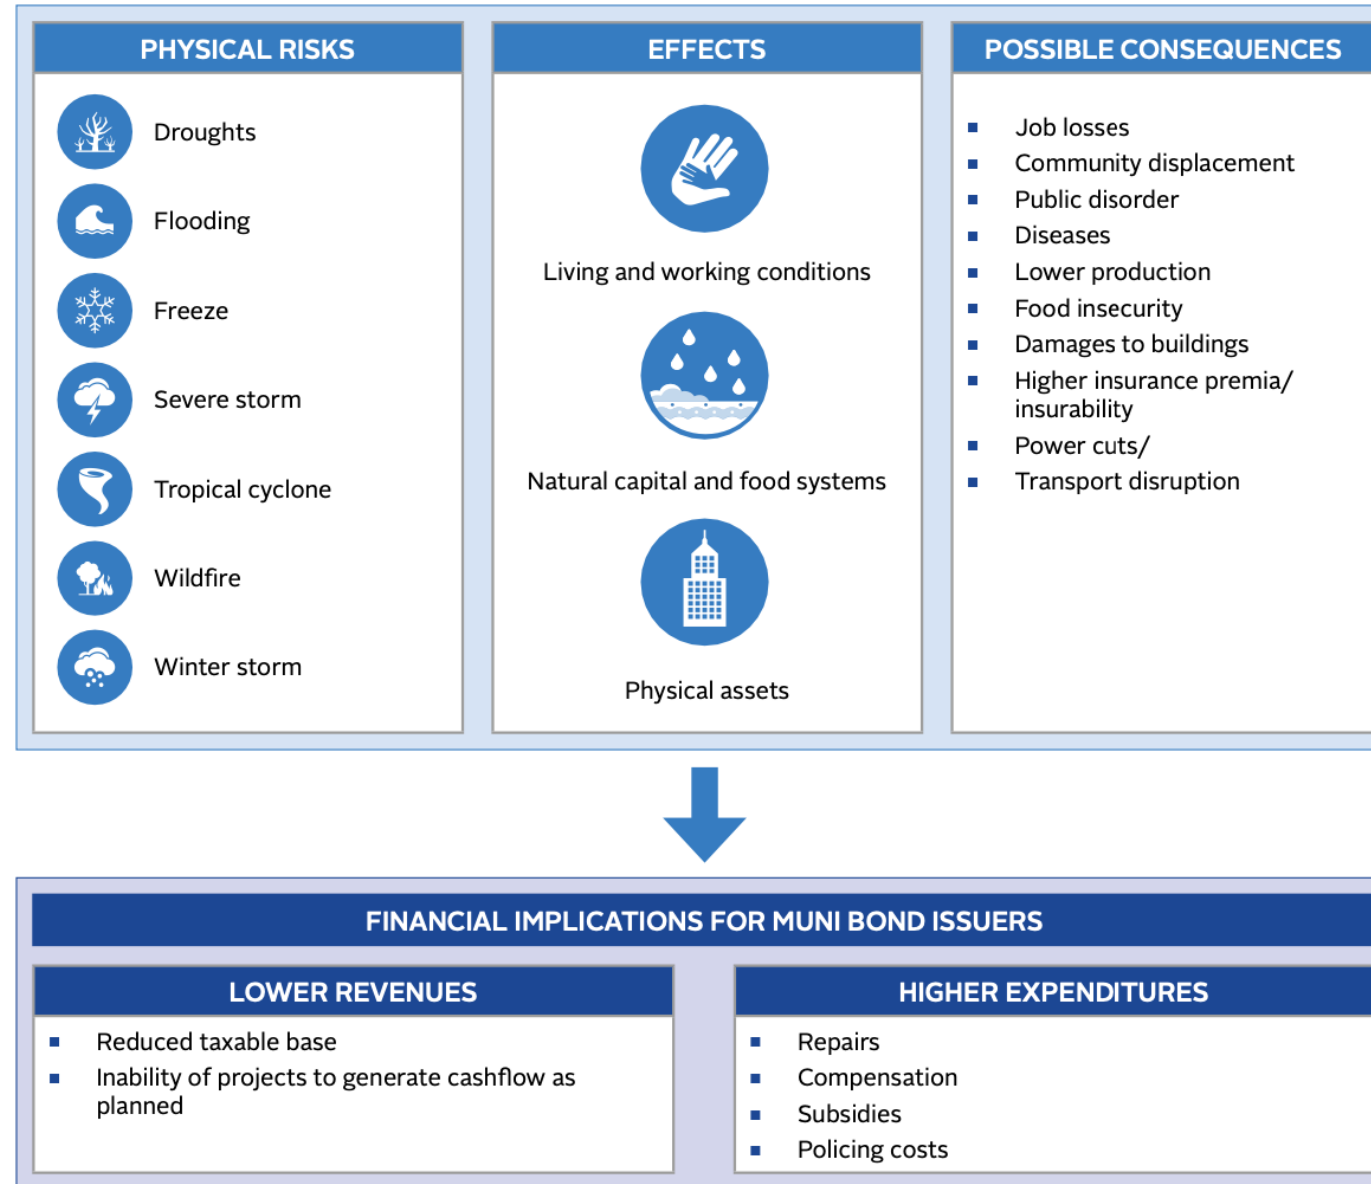 PHYSICAL RISKS
Droughts
Flooding
Freeze
Severe storm
Tropical cyclone
Wildfire
Winter storm
EFFECTS
Living and working conditions
Natural capital and food systems
Physical assets
POSSIBLE CONSEQUENCES
▪ Job losses
▪ Community displacement
▪ Public disorder
▪ Diseases
▪ Lower production
▪ Food insecurity
▪ Damages to buildings
▪ Higher insurance premia/
insurability
▪ Power cuts/
▪ Transport disruption
FINANCIAL IMPLICATIONS FOR MUNI BOND ISSUERS
LOWER REVENUES
▪ Reduced taxable base
▪ Inability of projects to generate cashflow as
planned
HIGHER EXPENDITURES
▪ Repairs
▪ Compensation
▪ Subsidies
▪ Policing costs